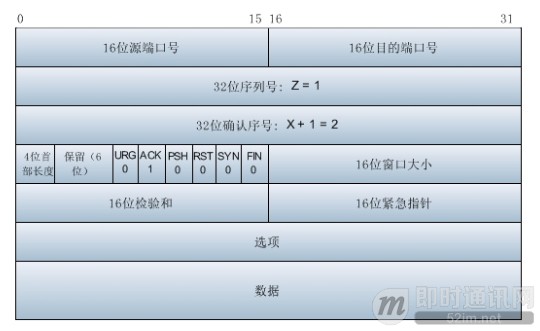 0 15 16 31
16位源端口号 16位目的端口号
32位序列号：Z = 1
32位确认序号：X + 1 = 2
4位首部长度 保留（6位） URG 0 ACK 1 PSH 0 RST 0 SYN 0 FIN 0 16位窗口大小
16位检验和 16位紧急指针
选项
数据
即时通讯网
52im.net